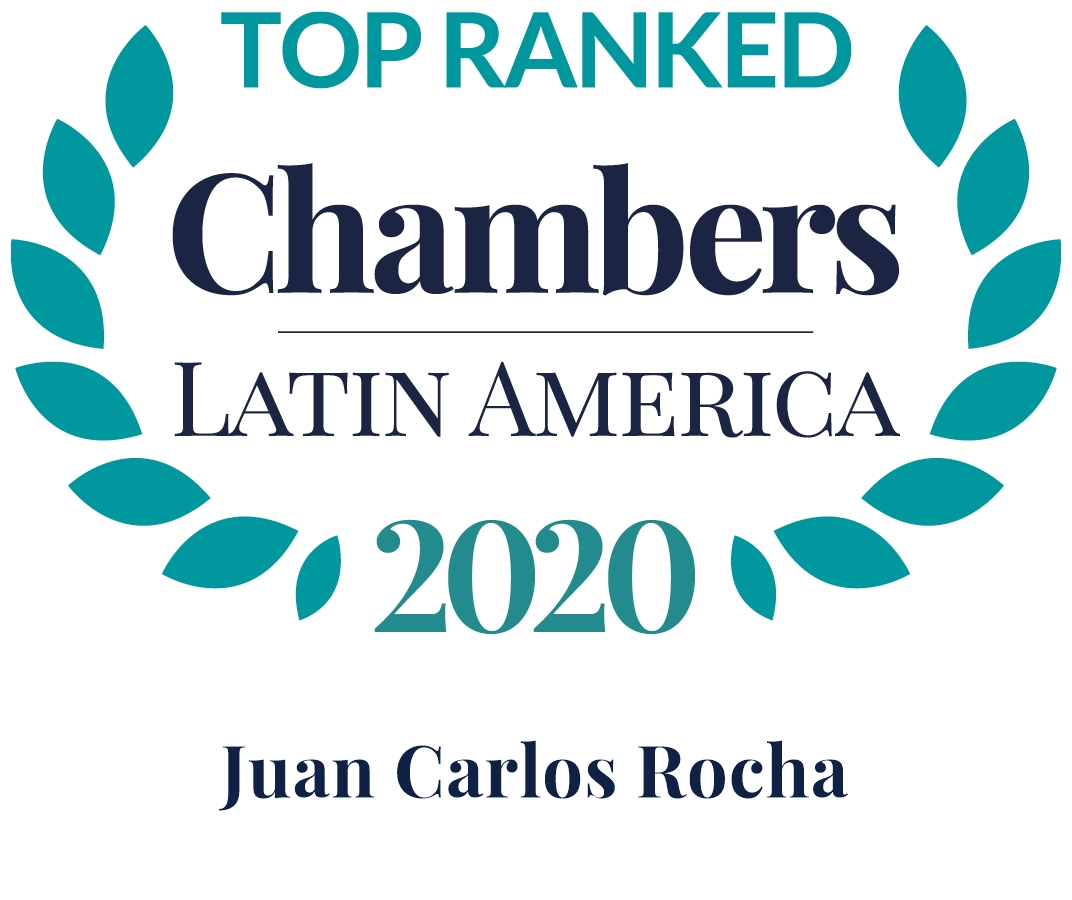 TOP RANKED
Chambers
LATIN AMERICA
2020
Juan Carlos Rocha